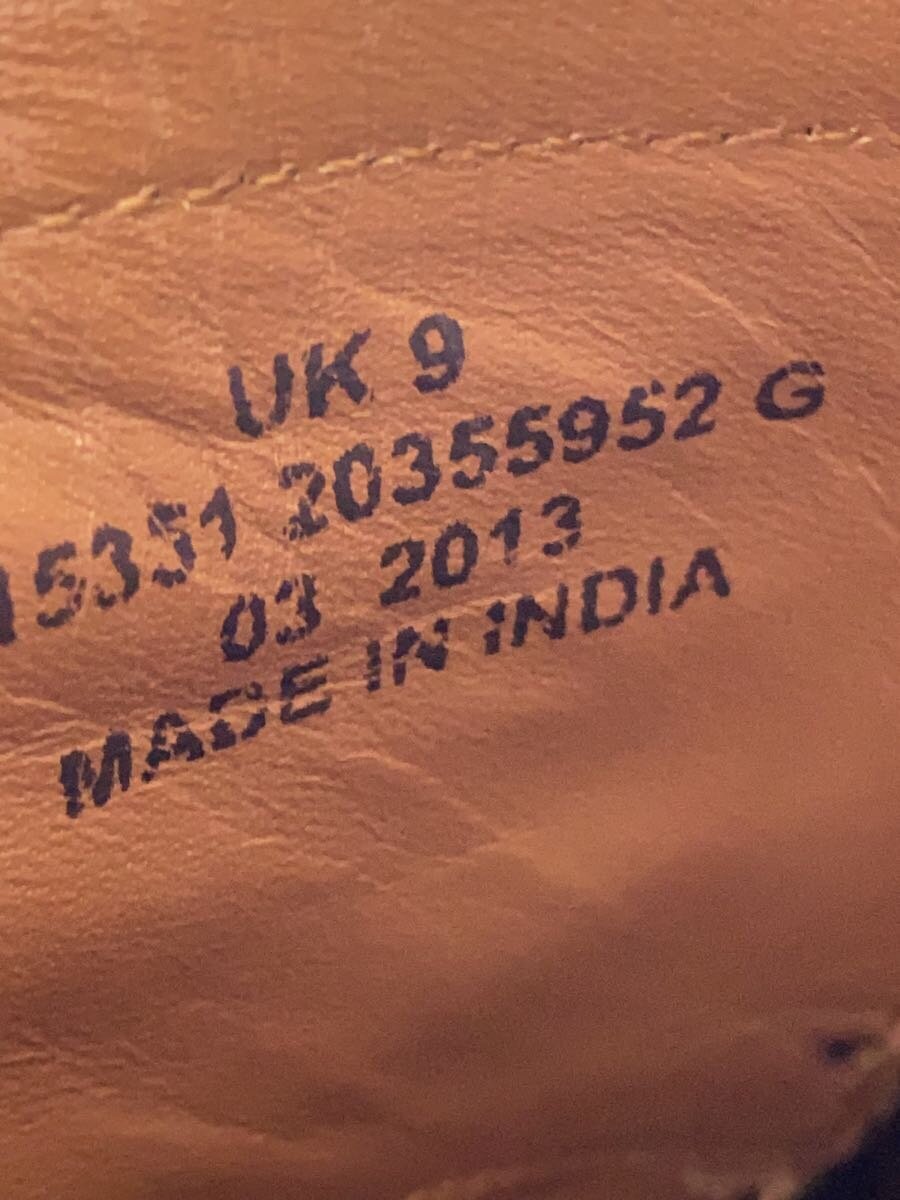 UK 9
15351 20355952 G
03 2013
MADE IN INDIA